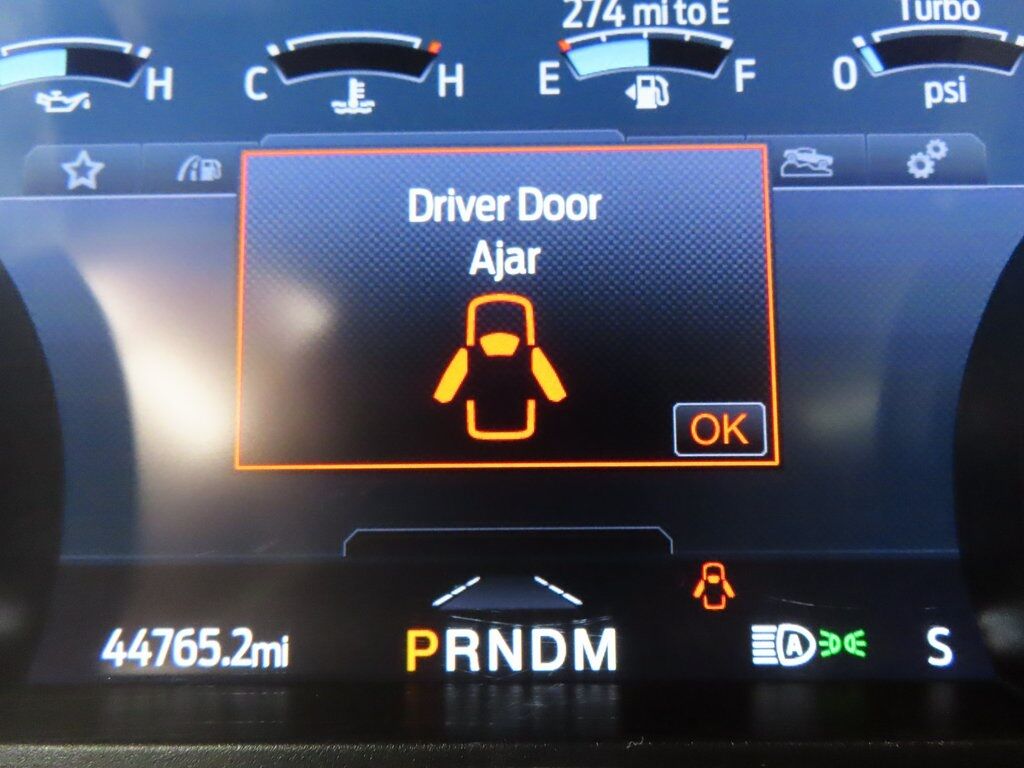 274 mi to E
Turbo
H
C H
E F
0
psi
Driver Door
Ajar
OK
44765.2mi
PRNDM
A
S